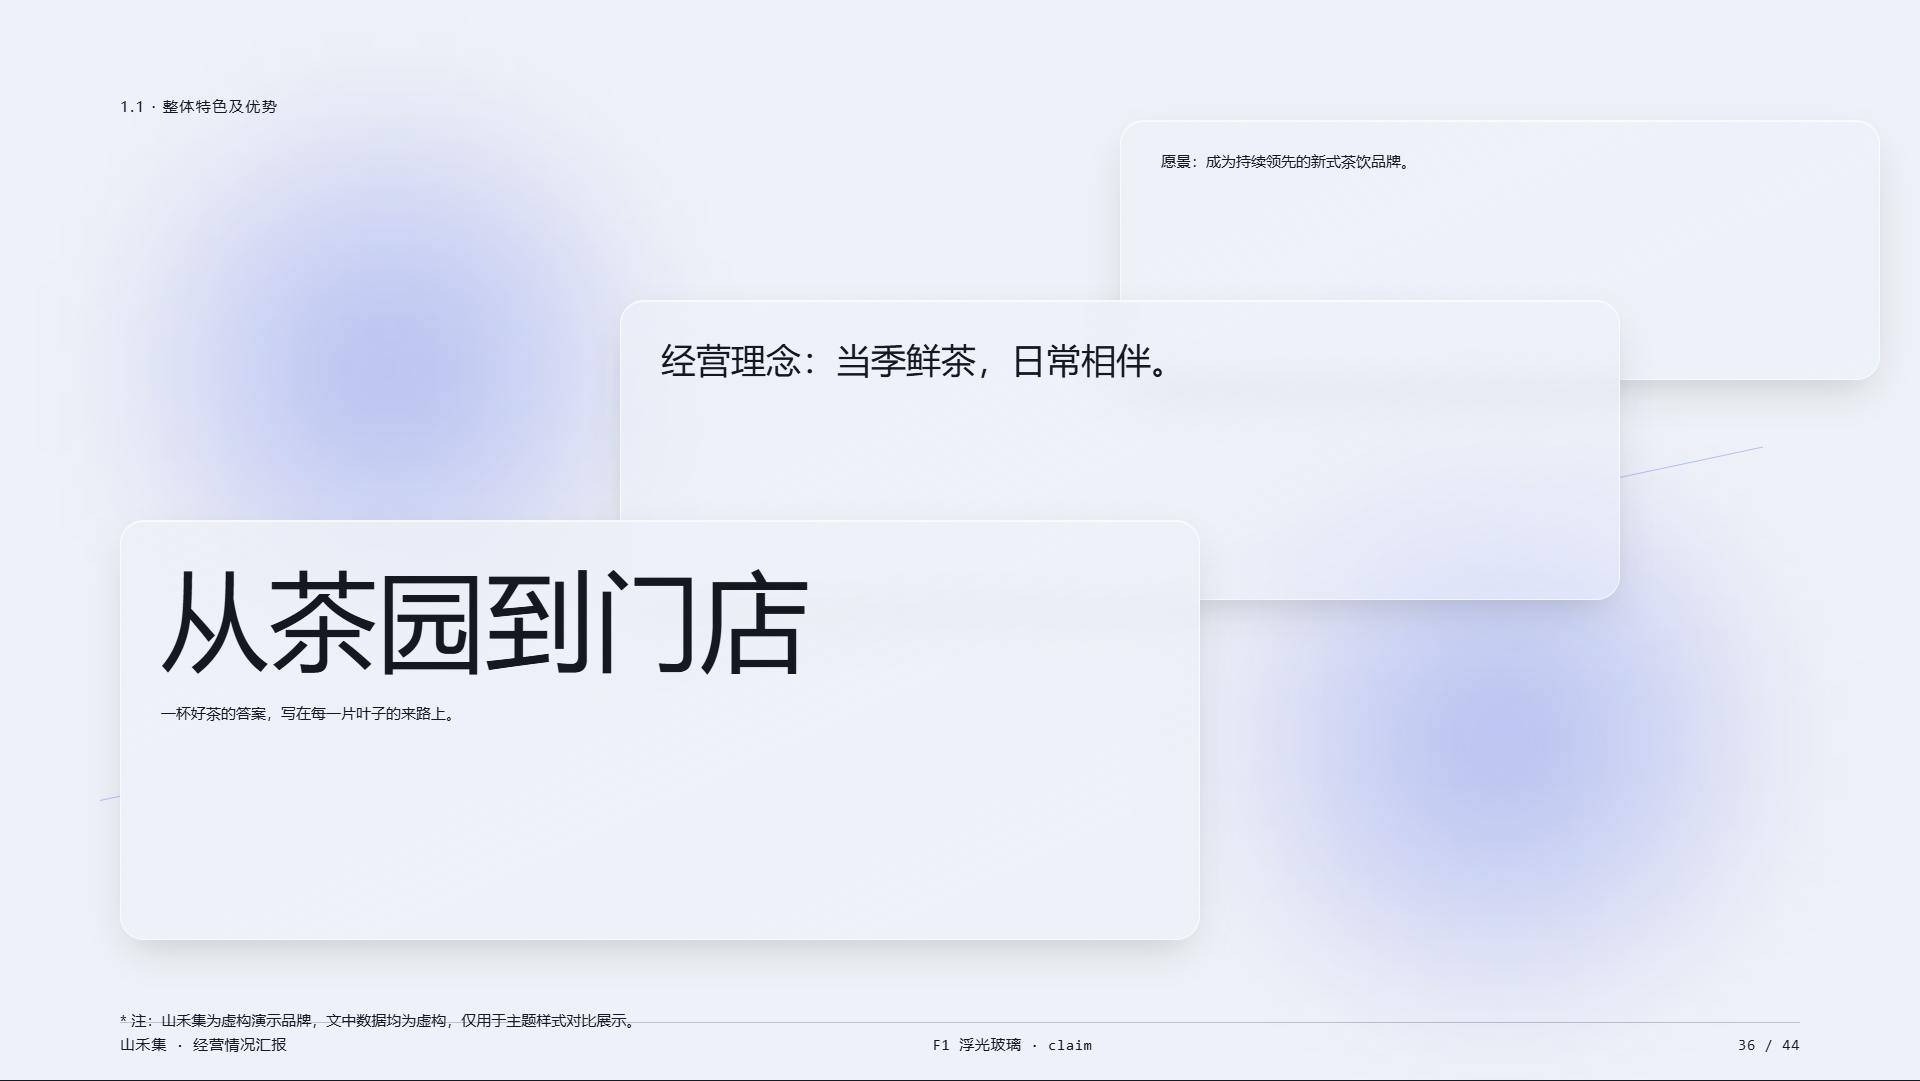 1.1 · 整体特色及优势
愿景：成为持续领先的新式茶饮品牌。
经营理念：当季鲜茶，日常相伴。
从茶园到门店
一杯好茶的答案，写在每一片叶子的来路上。
* 注：山禾集为虚构演示品牌，文中数据均为虚构，仅用于主题样式对比展示。
山禾集 · 经营情况汇报
F1 浮光玻璃 · claim
36 / 44